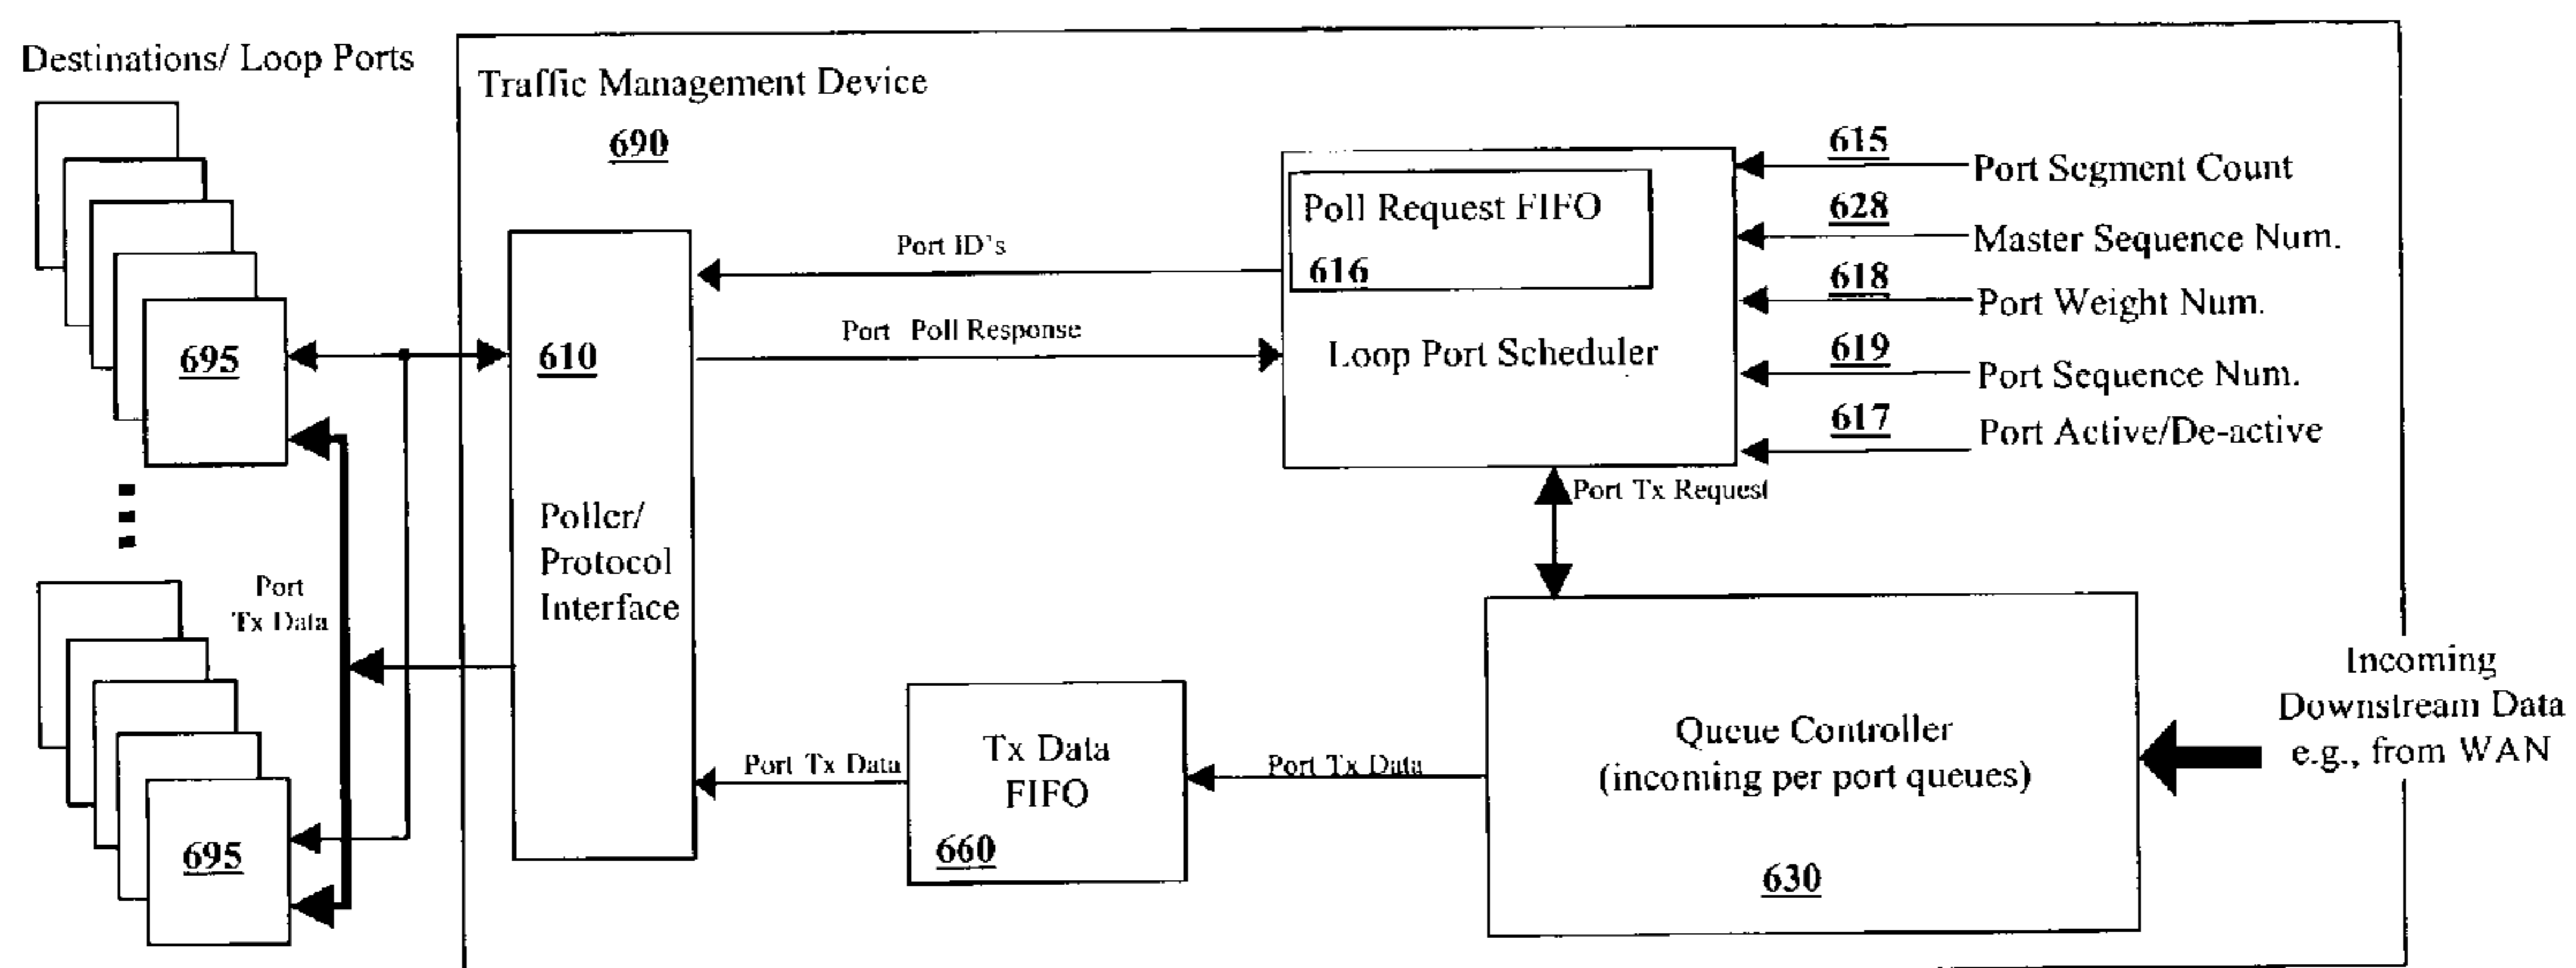 Destinations/ Loop Ports
Traffic Management Device
690
695
Port
Tx Data
695
610
Poller/
Protocol
Interface
Port ID's
Port Poll Response
Poll Request FIFO
616
Loop Port Scheduler
615
Port Segment Count
628
Master Sequence Num.
618
Port Weight Num.
619
Port Sequence Num.
617
Port Active/De-active
Port Tx Request
Port Tx Data
Tx Data
FIFO
660
Port Tx Data
Queue Controller
(incoming per port queues)
630
Incoming
Downstream Data
e.g., from WAN